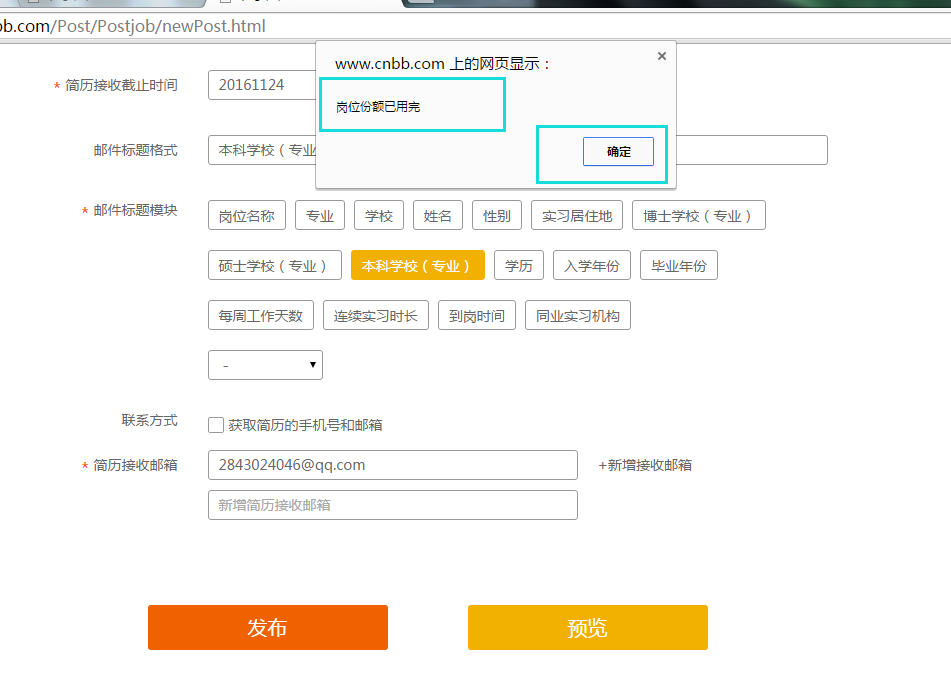 bb.com/Post/Postjob/newPost.html
www.cnbb.com 上的网页显示：
×
岗位份额已用完
确定
* 简历接收截止时间 20161124
邮件标题格式 本科学校（专业
* 邮件标题模块 岗位名称 专业 学校 姓名 性别 实习居住地 博士学校（专业）
硕士学校（专业） 本科学校（专业） 学历 入学年份 毕业年份
每周工作天数 连续实习时长 到岗时间 同业实习机构
-
联系方式 获取简历的手机号和邮箱
* 简历接收邮箱 2843024046@qq.com +新增接收邮箱
新增简历接收邮箱
发布 预览